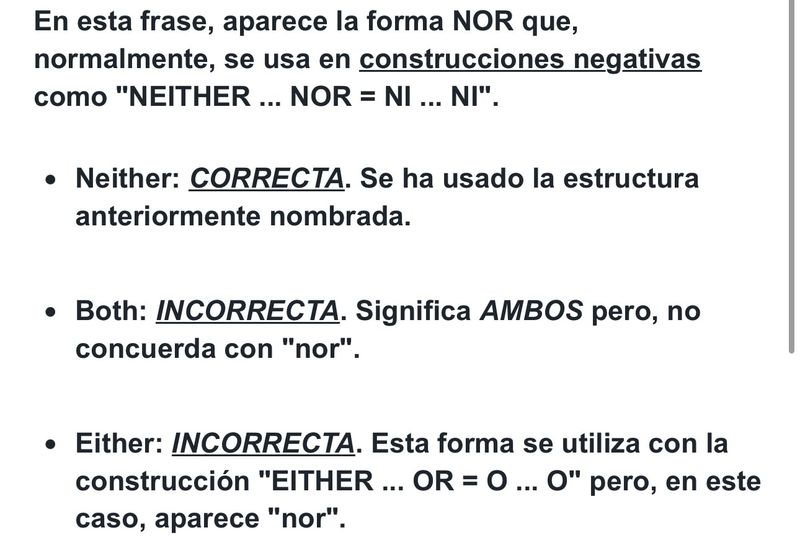 En esta frase, aparece la forma NOR que,
normalmente, se usa en construcciones negativas
como "NEITHER ... NOR = NI ... NI".
• Neither: CORRECTA. Se ha usado la estructura
anteriormente nombrada.
• Both: INCORRECTA. Significa AMBOS pero, no
concuerda con "nor".
• Either: INCORRECTA. Esta forma se utiliza con la
construcción "EITHER ... OR = O ... O" pero, en este
caso, aparece "nor".